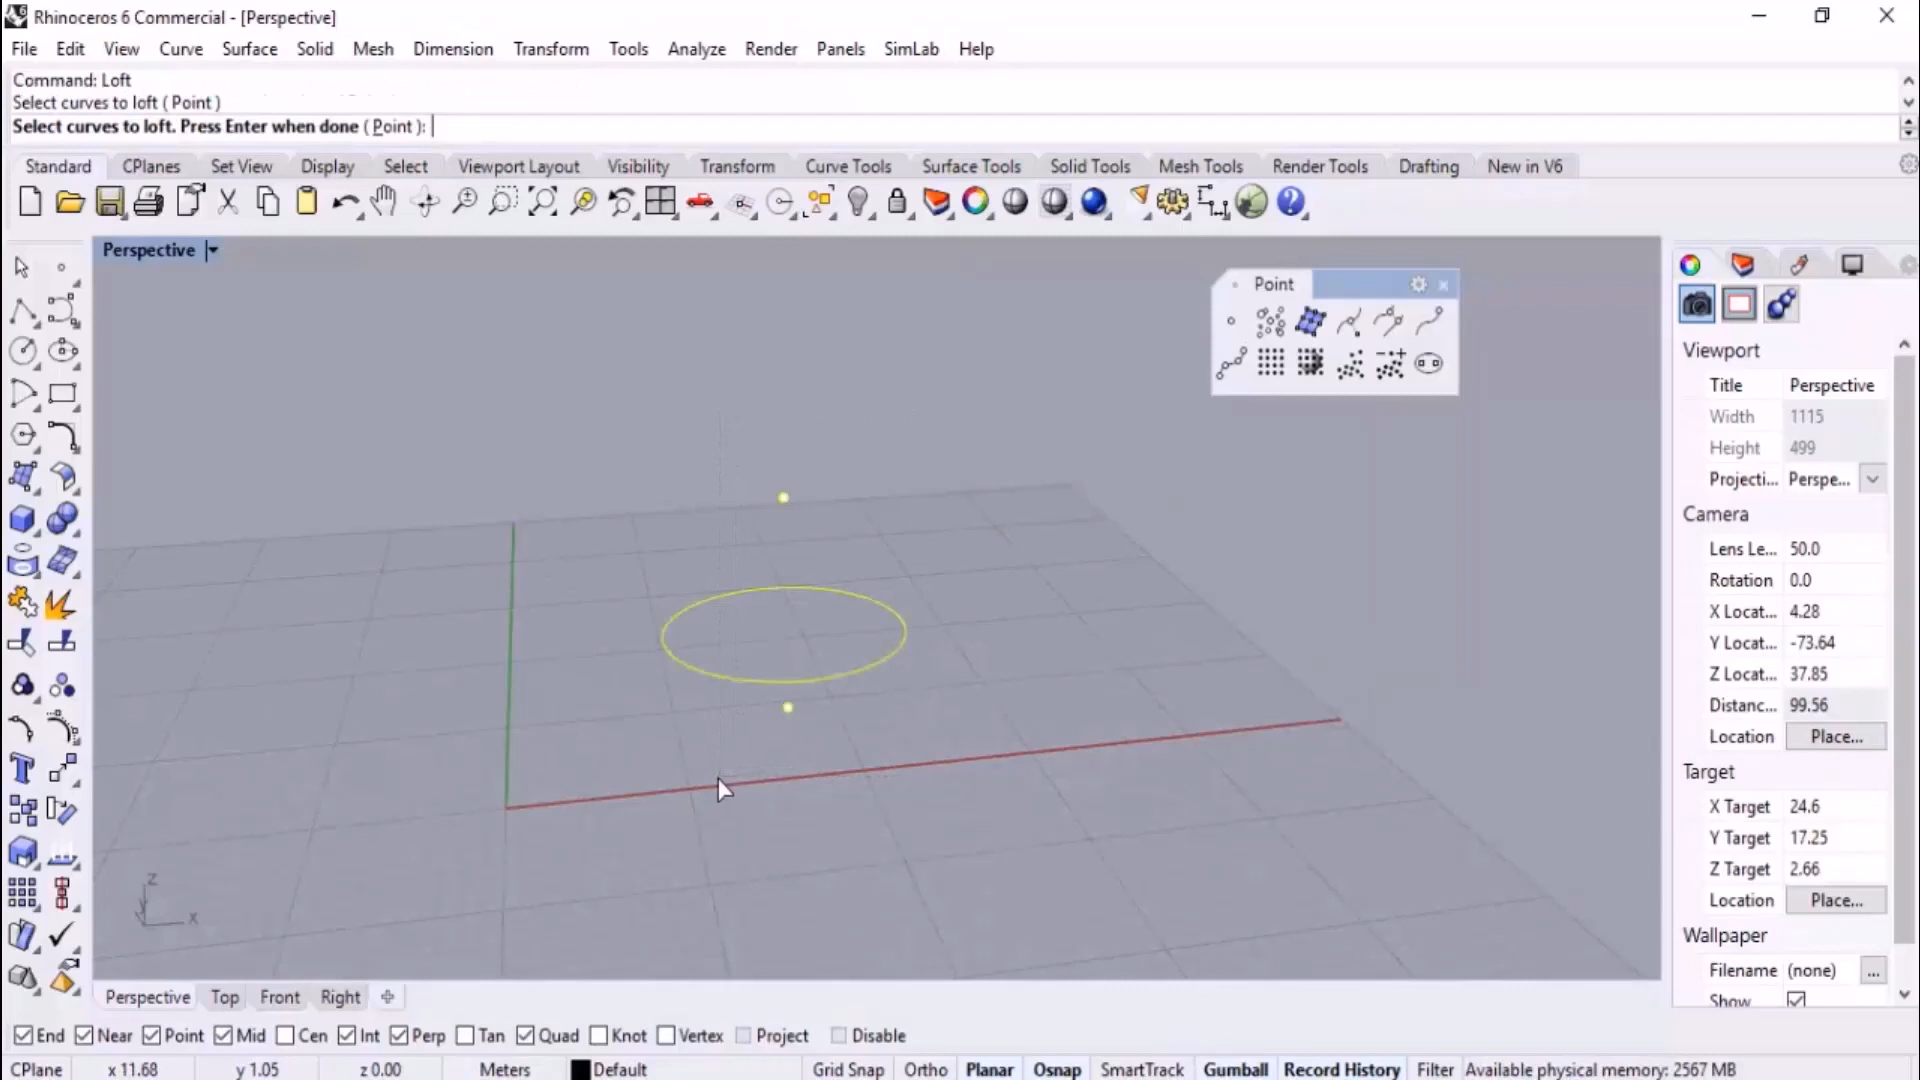 Rhinoceros 6 Commercial - [Perspective]
File Edit View Curve Surface Solid Mesh Dimension Transform Tools Analyze Render Panels SimLab Help
Command: Loft
Select curves to loft ( Point )
Select curves to loft. Press Enter when done ( Point ):
Standard CPlanes Set View Display Select Viewport Layout Visibility Transform Curve Tools Surface Tools Solid Tools Mesh Tools Render Tools Drafting New in V6
Perspective
Point
Viewport
Title Perspective
Width 1115
Height 499
Projecti... Perspe...
Camera
Lens Le... 50.0
Rotation 0.0
X Locat... 4.28
Y Locat... -73.64
Z Locat... 37.85
Distanc... 99.56
Location Place...
Target
X Target 24.6
Y Target 17.25
Z Target 2.66
Location Place...
Wallpaper
Filename (none) ...
Show
z
y
x
Perspective Top Front Right
End Near Point Mid Cen Int Perp Tan Quad Knot Vertex Project Disable
CPlane x 11.68 y 1.05 z 0.00 Meters Default Grid Snap Ortho Planar Osnap SmartTrack Gumball Record History Filter Available physical memory: 2567 MB